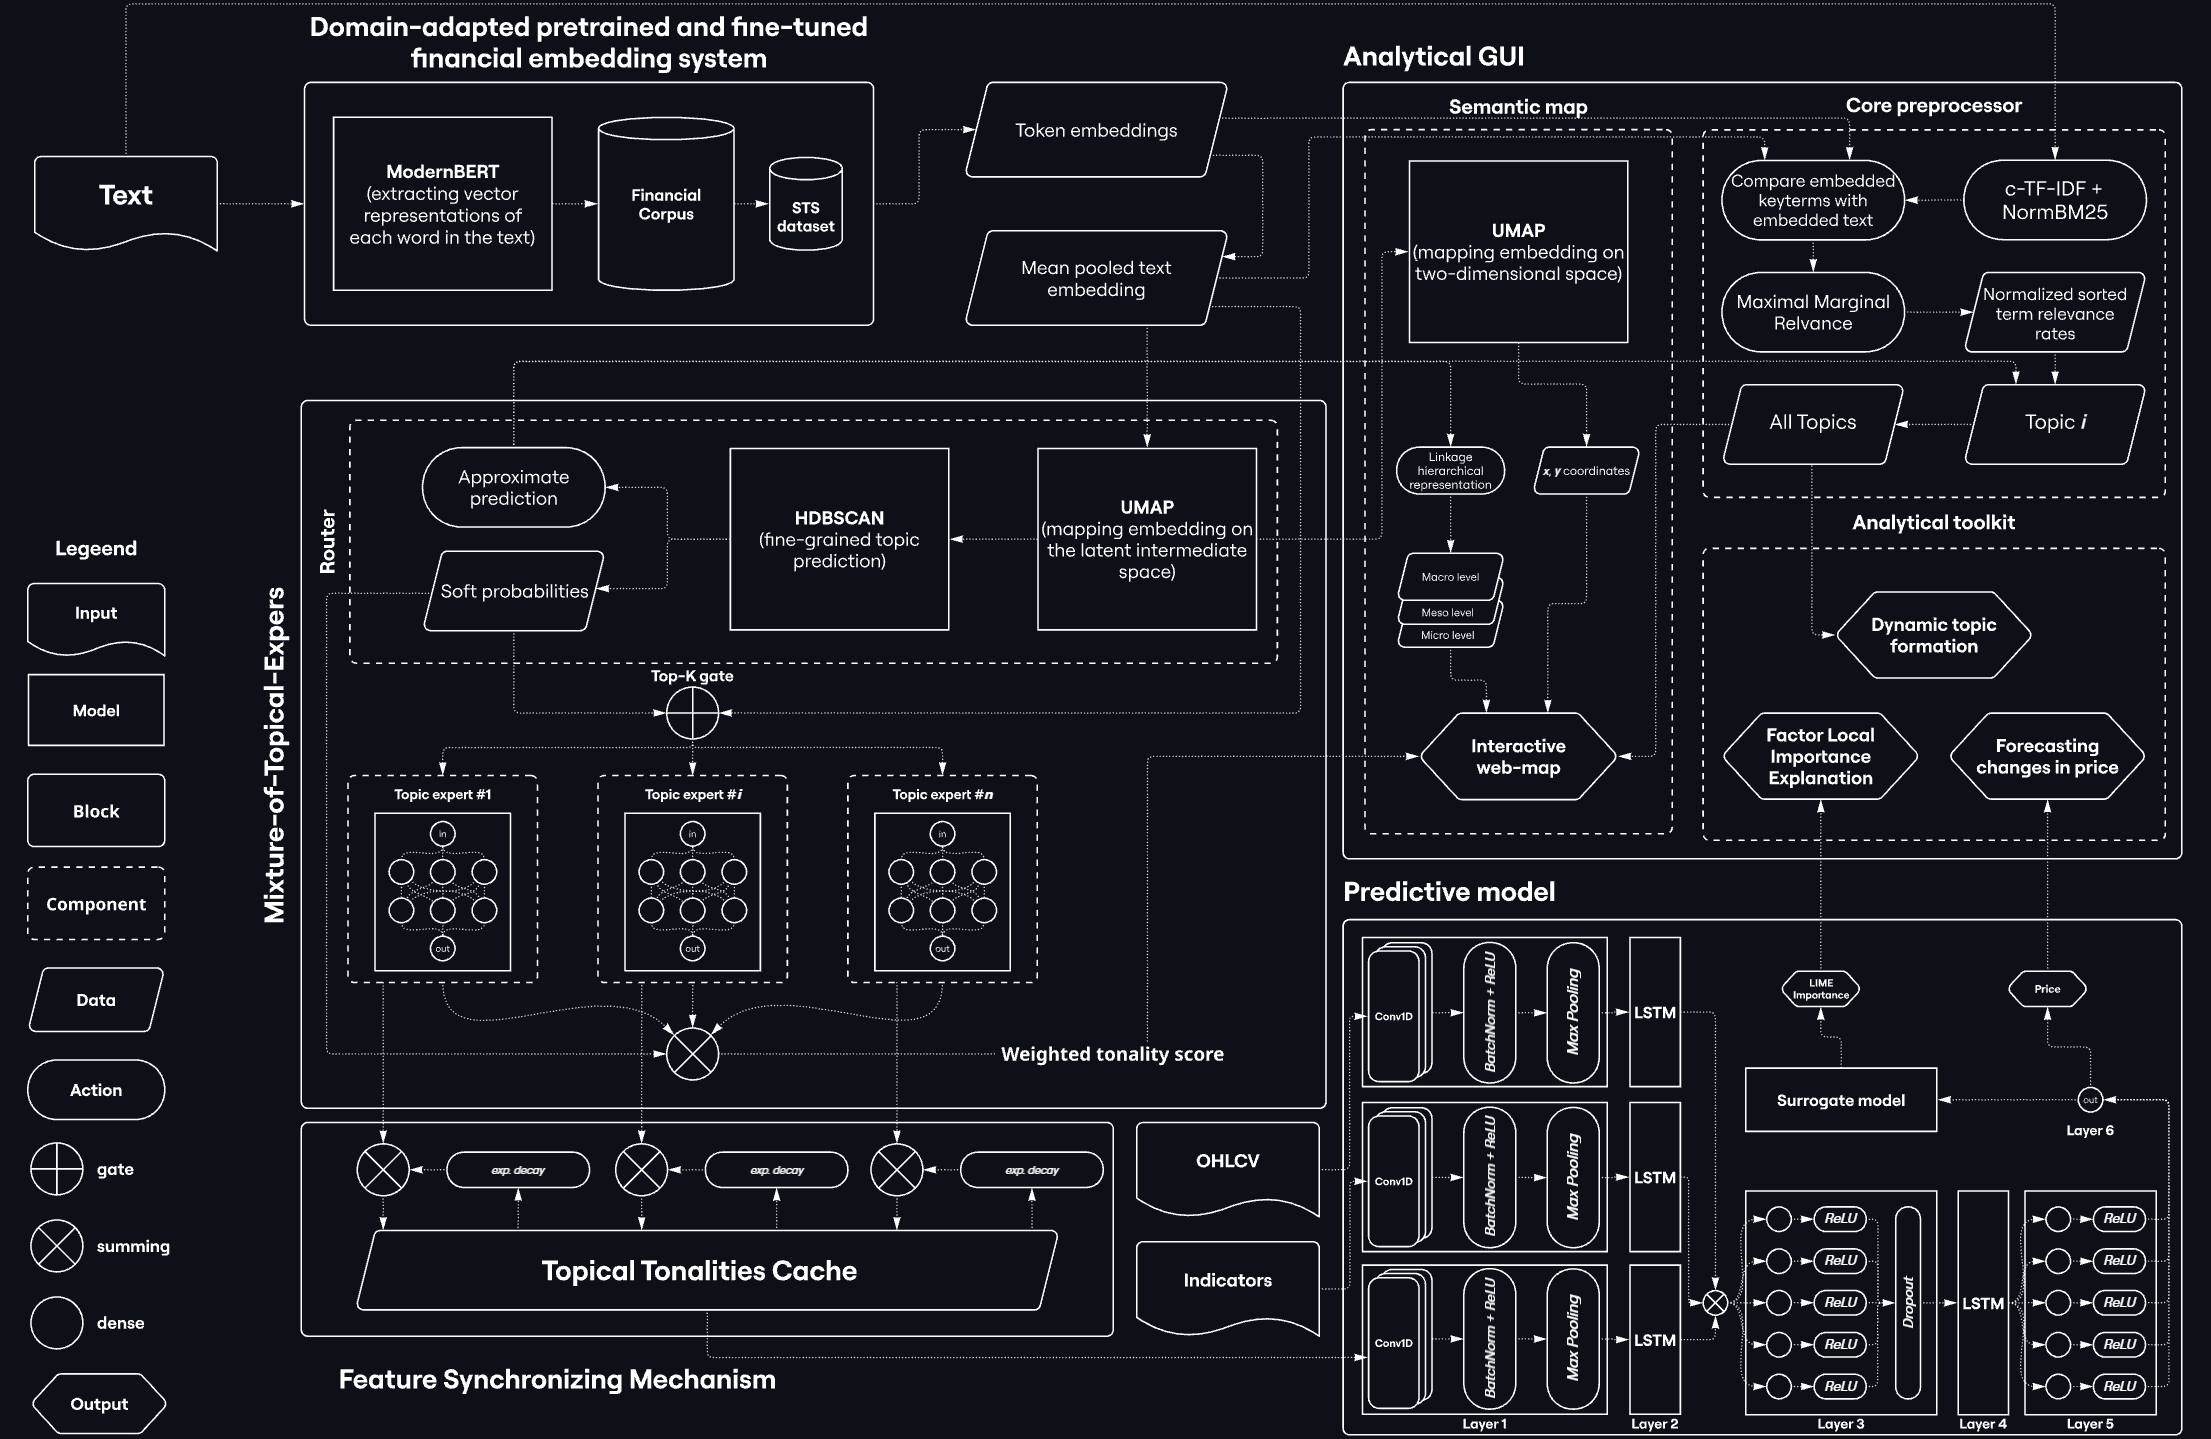 Domain-adapted pretrained and fine-tuned
financial embedding system
Text
ModernBERT
(extracting vector
representations of
each word in the text)
Financial
Corpus
STS
dataset
Token embeddings
Mean pooled text
embedding
Analytical GUI
Semantic map
UMAP
(mapping embedding on
two-dimensional space)
Linkage
hierarchical
representation
x, y coordinates
Macro level
Meso level
Micro level
Interactive
web-map
Core preprocessor
Compare embedded
keyterms with
embedded text
c-TF-IDF +
NormBM25
Maximal Marginal
Relvance
Normalized sorted
term relevance
rates
All Topics
Topic i
Analytical toolkit
Dynamic topic
formation
Factor Local
Importance
Explanation
Forecasting
changes in price
Mixture-of-Topical-Expers
Router
Approximate
prediction
Soft probabilities
HDBSCAN
(fine-grained topic
prediction)
UMAP
(mapping embedding on
the latent intermediate
space)
Top-K gate
Topic expert #1
in
out
Topic expert #i
in
out
Topic expert #n
in
out
Weighted tonality score
exp. decay
exp. decay
exp. decay
Topical Tonalities Cache
Feature Synchronizing Mechanism
OHLCV
Indicators
Predictive model
Conv1D
BatchNorm + ReLU
Max Pooling
LSTM
Conv1D
BatchNorm + ReLU
Max Pooling
LSTM
Conv1D
BatchNorm + ReLU
Max Pooling
LSTM
Layer 1
Layer 2
LIME
Importance
Price
Surrogate model
out
Layer 6
ReLU
ReLU
ReLU
ReLU
ReLU
Dropout
Layer 3
LSTM
Layer 4
ReLU
ReLU
ReLU
ReLU
ReLU
Layer 5
Legeend
Input
Model
Block
Component
Data
Action
gate
summing
dense
Output